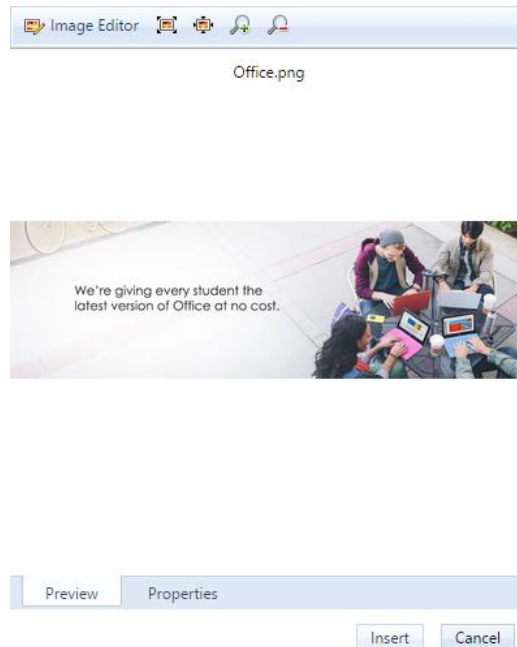 Image Editor
Office.png
We're giving every student the
latest version of Office at no cost.
Preview Properties
Insert Cancel